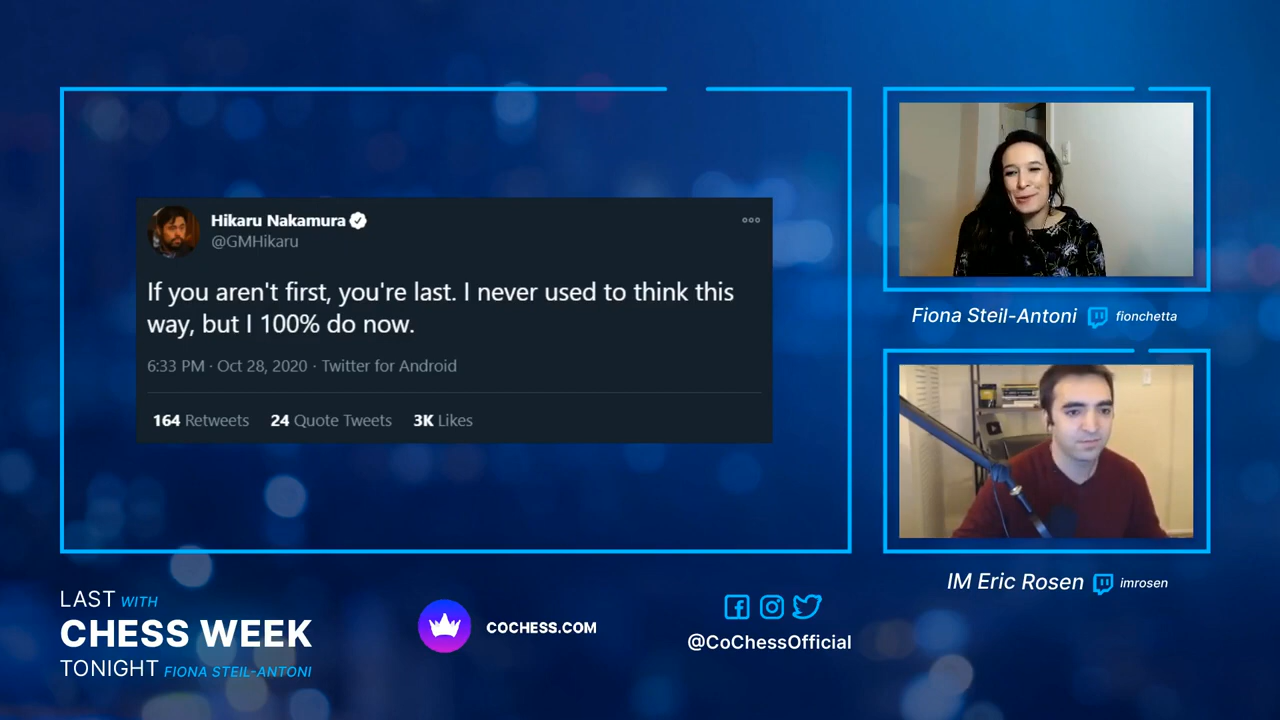 Hikaru Nakamura
@GMHikaru
If you aren't first, you're last. I never used to think this
way, but I 100% do now.
6:33 PM · Oct 28, 2020 · Twitter for Android
164 Retweets 24 Quote Tweets 3K Likes
Fiona Steil-Antoni fionchetta
IM Eric Rosen imrosen
LAST WITH
CHESS WEEK
TONIGHT FIONA STEIL-ANTONI
COCHESS.COM
@CoChessOfficial